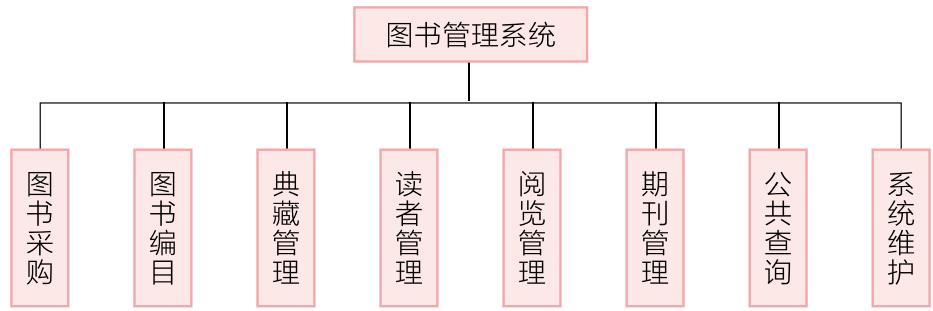 图书管理系统
图书采购
图书编目
典藏管理
读者管理
阅览管理
期刊管理
公共查询
系统维护